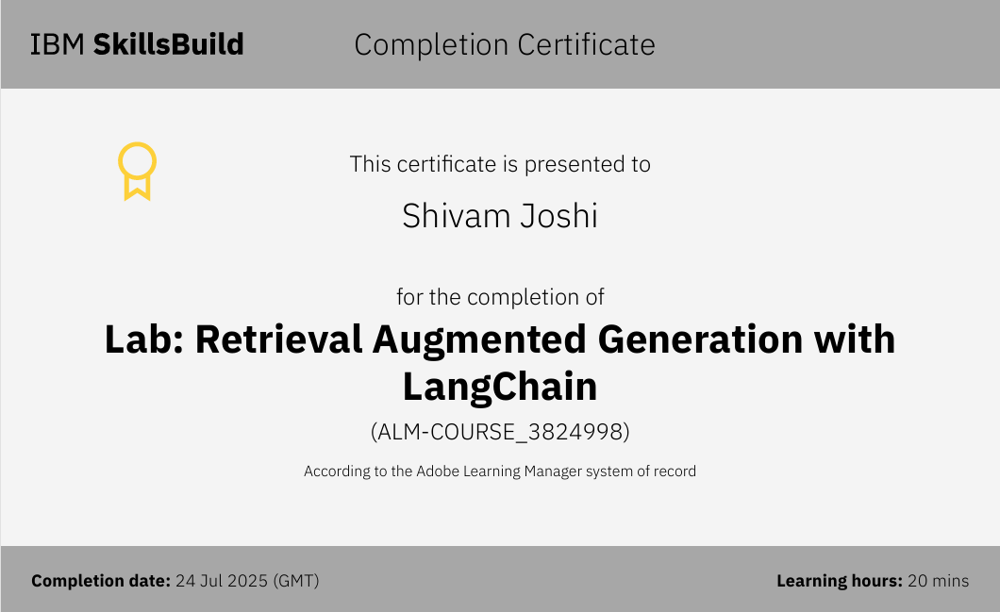 IBM SkillsBuild
Completion Certificate
This certificate is presented to
Shivam Joshi
for the completion of
Lab: Retrieval Augmented Generation with
LangChain
(ALM-COURSE_3824998)
According to the Adobe Learning Manager system of record
Completion date: 24 Jul 2025 (GMT)
Learning hours: 20 mins